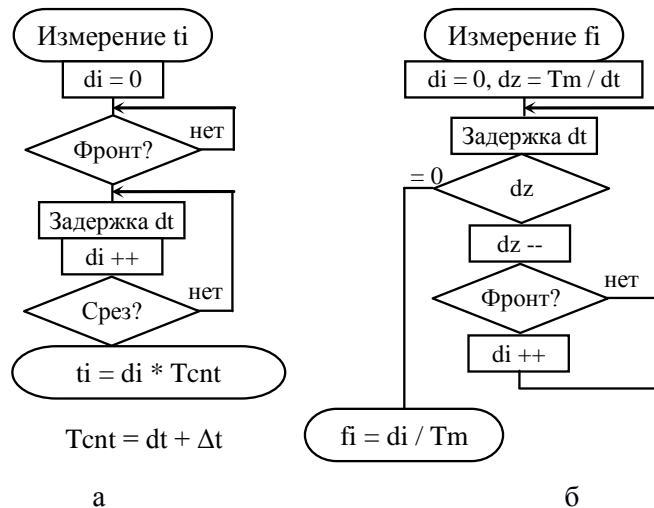 Измерение ti
di = 0
нет
Фронт?
Задержка dt
di ++
нет
Срез?
ti = di * Tcnt
Tcnt = dt + Δt
а
Измерение fi
di = 0, dz = Tm / dt
Задержка dt
= 0
dz
dz --
нет
Фронт?
di ++
fi = di / Tm
б